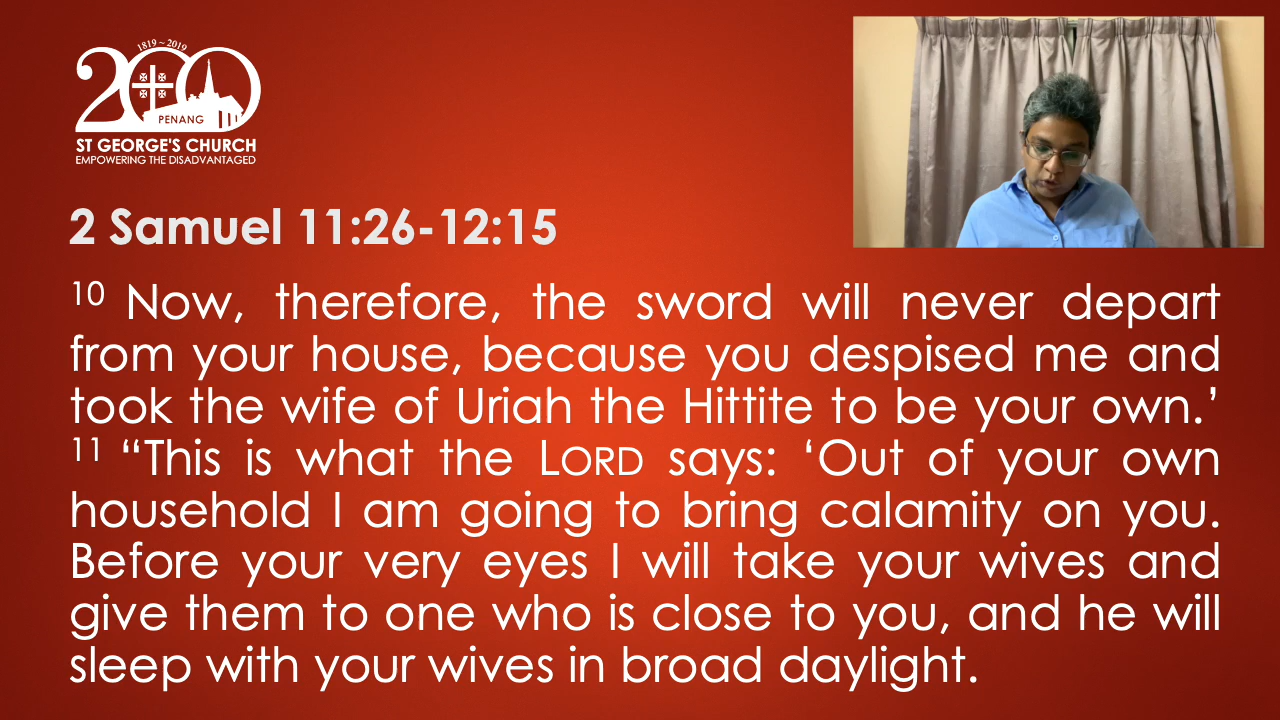 1819 ~ 2019
200
PENANG
ST GEORGE'S CHURCH
EMPOWERING THE DISADVANTAGED
2 Samuel 11:26-12:15
10 Now, therefore, the sword will never depart
from your house, because you despised me and
took the wife of Uriah the Hittite to be your own.’
11 “This is what the LORD says: ‘Out of your own
household I am going to bring calamity on you.
Before your very eyes I will take your wives and
give them to one who is close to you, and he will
sleep with your wives in broad daylight.